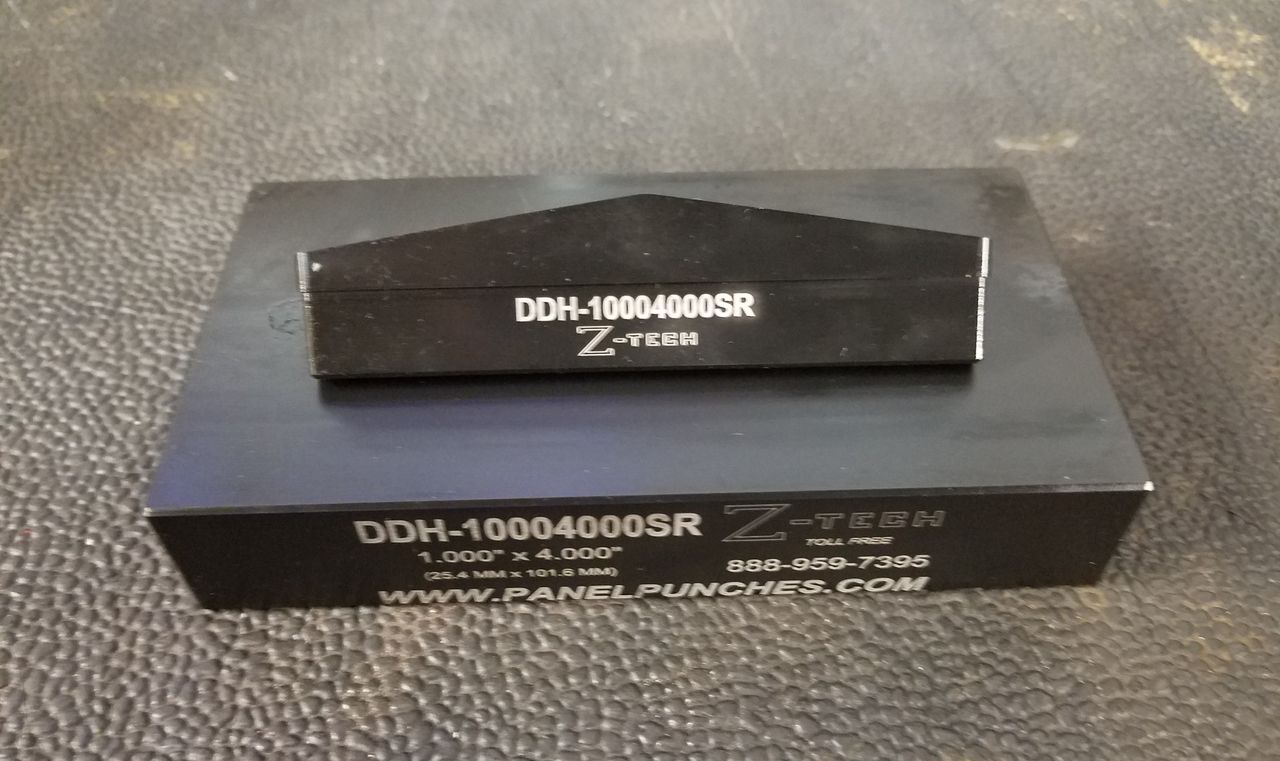 DDH-10004000SR
Z-TECH
DDH-10004000SR
1.000" x 4.000"
(25.4 MM x 101.6 MM)
WWW.PANELPUNCHES.COM
Z-TECH
TOLL FREE
888-959-7395